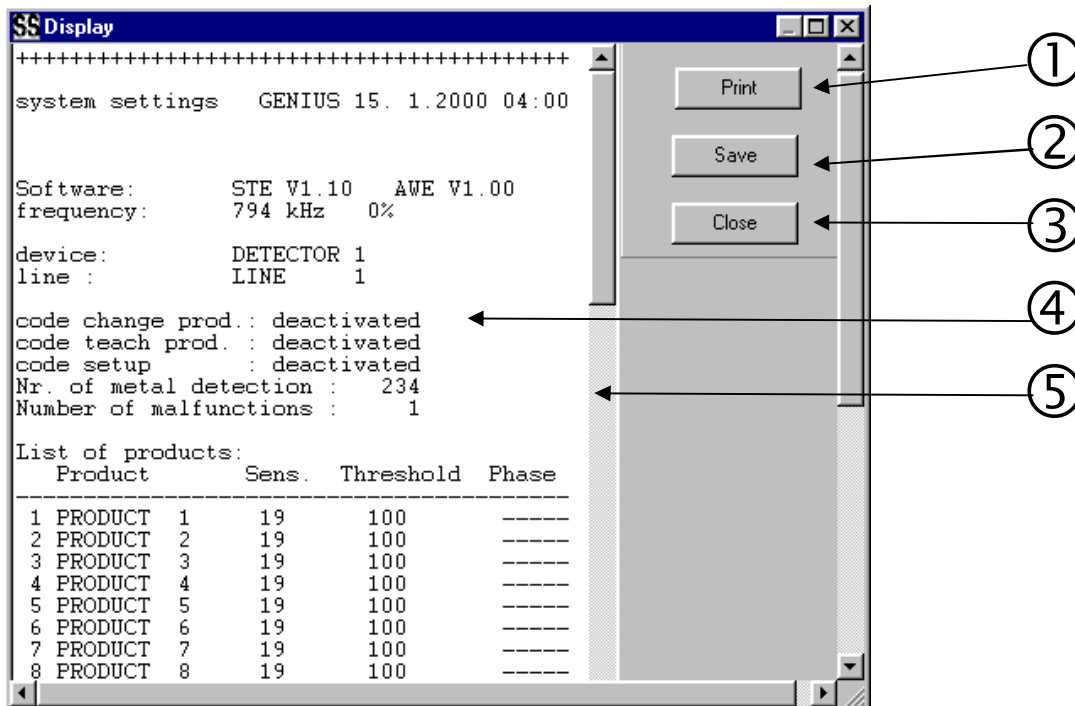 SS Display
++++++++++++++++++++++++++++++++++++++++++
system settings GENIUS 15. 1.2000 04:00
Software: STE V1.10 AWE V1.00
frequency: 794 kHz 0%
device: DETECTOR 1
line : LINE 1
code change prod.: deactivated
code teach prod. : deactivated
code setup : deactivated
Nr. of metal detection : 234
Number of malfunctions : 1
List of products:
Product Sens. Threshold Phase
------------------------------------------
1 PRODUCT 1 19 100 -----
2 PRODUCT 2 19 100 -----
3 PRODUCT 3 19 100 -----
4 PRODUCT 4 19 100 -----
5 PRODUCT 5 19 100 -----
6 PRODUCT 6 19 100 -----
7 PRODUCT 7 19 100 -----
8 PRODUCT 8 19 100 -----
Print
Save
Close
①
②
③
④
⑤